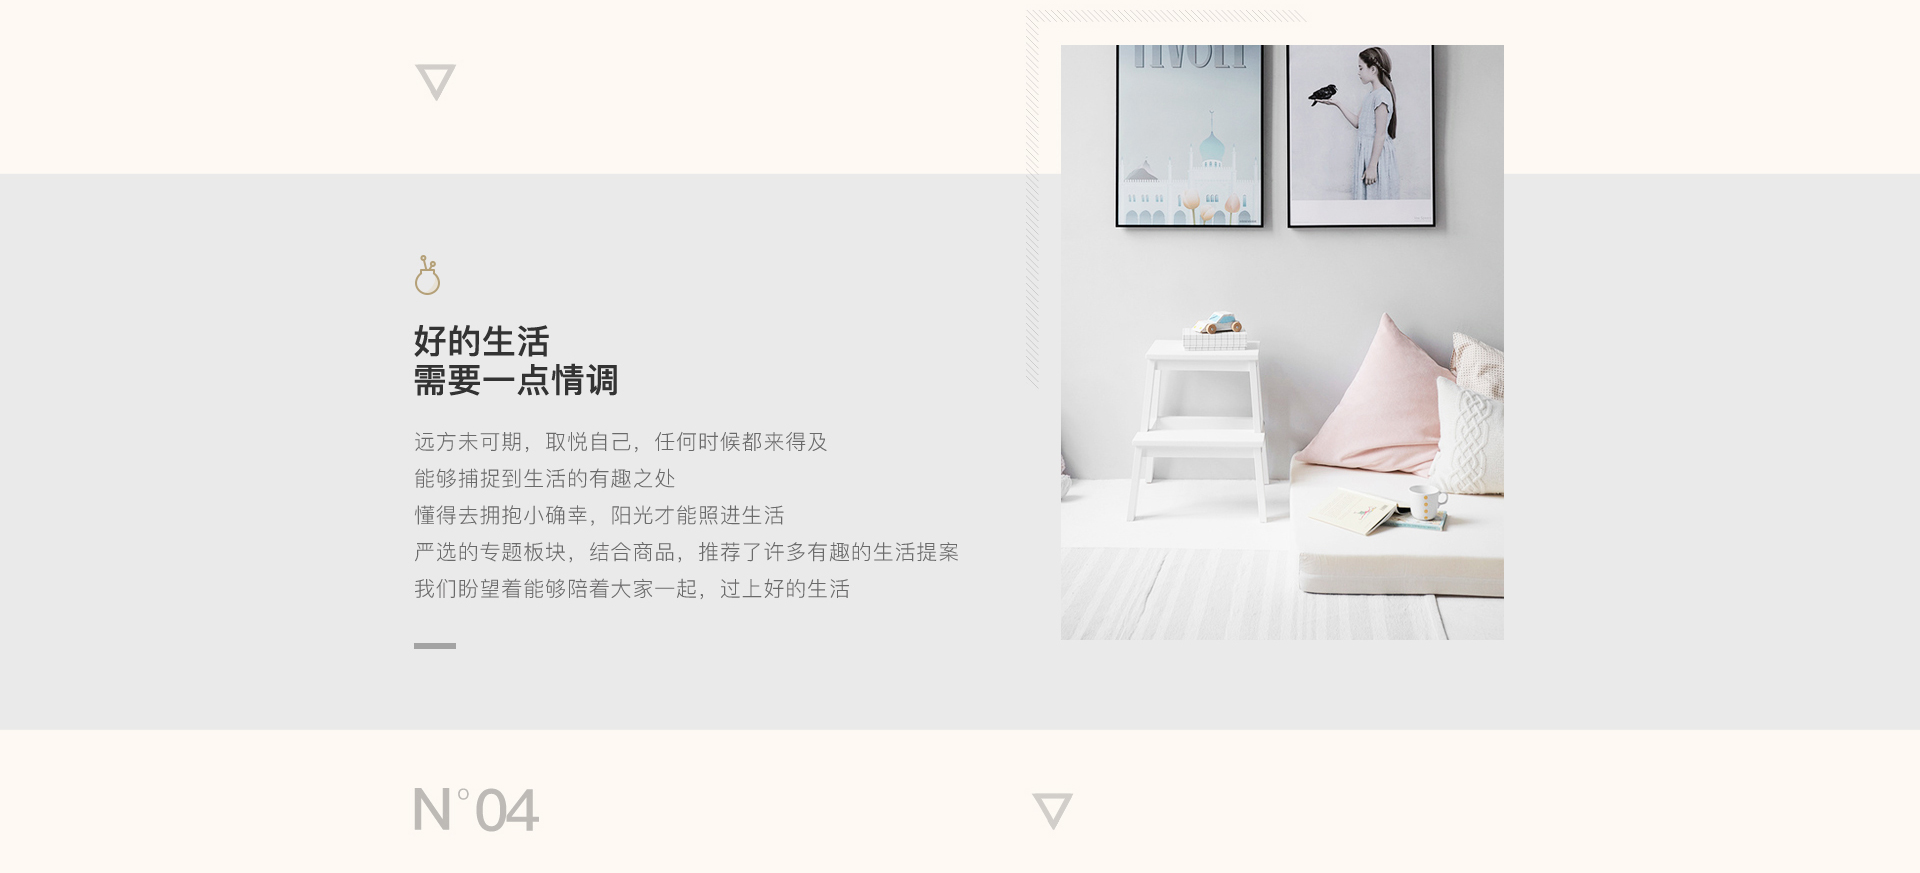 TIVOLI
好的生活
需要一点情调
远方未可期，取悦自己，任何时候都来得及
能够捕捉到生活的有趣之处
懂得去拥抱小确幸，阳光才能照进生活
严选的专题板块，结合商品，推荐了许多有趣的生活提案
我们盼望着能够陪着大家一起，过上好的生活
N°04